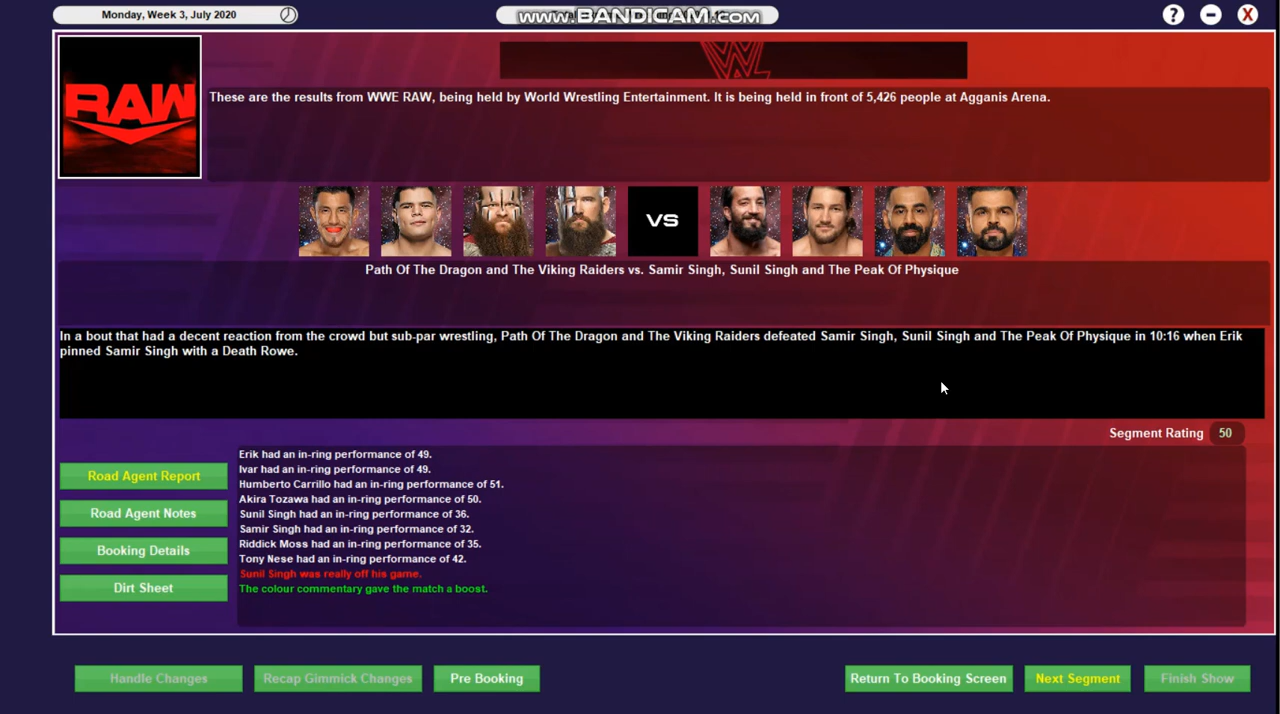 Monday, Week 3, July 2020
www.BANDICAM.com
?
X
RAW
These are the results from WWE RAW, being held by World Wrestling Entertainment. It is being held in front of 5,426 people at Agganis Arena.
VS
Path Of The Dragon and The Viking Raiders vs. Samir Singh, Sunil Singh and The Peak Of Physique
In a bout that had a decent reaction from the crowd but sub-par wrestling, Path Of The Dragon and The Viking Raiders defeated Samir Singh, Sunil Singh and The Peak Of Physique in 10:16 when Erik
pinned Samir Singh with a Death Rowe.
Segment Rating 50
Road Agent Report
Road Agent Notes
Booking Details
Dirt Sheet
Erik had an in-ring performance of 49.
Ivar had an in-ring performance of 49.
Humberto Carrillo had an in-ring performance of 51.
Akira Tozawa had an in-ring performance of 50.
Sunil Singh had an in-ring performance of 36.
Samir Singh had an in-ring performance of 32.
Riddick Moss had an in-ring performance of 35.
Tony Nese had an in-ring performance of 42.
Sunil Singh was really off his game.
The colour commentary gave the match a boost.
Handle Changes
Recap Gimmick Changes
Pre Booking
Return To Booking Screen
Next Segment
Finish Show